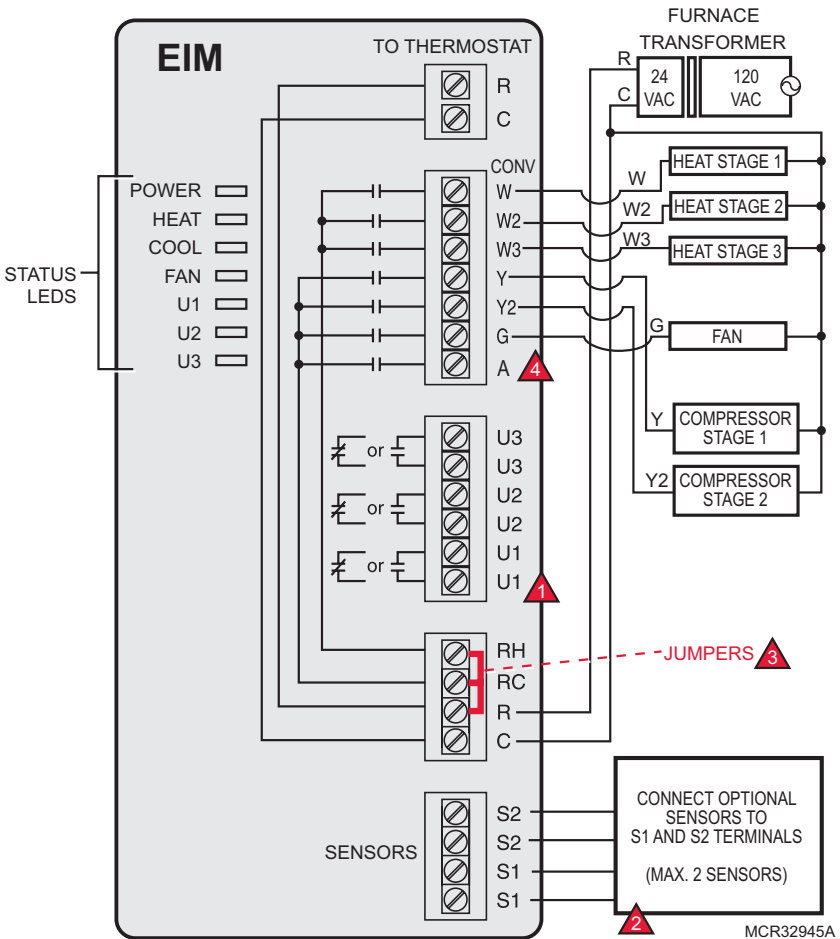 EIM
TO THERMOSTAT
R
C
FURNACE
TRANSFORMER
R
C
24
VAC
120
VAC
STATUS
LEDS
POWER
HEAT
COOL
FAN
U1
U2
U3
CONV
W
W2
W3
Y
Y2
G
A
4
W
HEAT STAGE 1
W2
HEAT STAGE 2
W3
HEAT STAGE 3
G
FAN
Y
COMPRESSOR
STAGE 1
Y2
COMPRESSOR
STAGE 2
or
U3
U3
or
U2
U2
or
U1
U1
1
RH
RC
R
C
JUMPERS
3
SENSORS
S2
S2
S1
S1
CONNECT OPTIONAL
SENSORS TO
S1 AND S2 TERMINALS
(MAX. 2 SENSORS)
2
MCR32945A